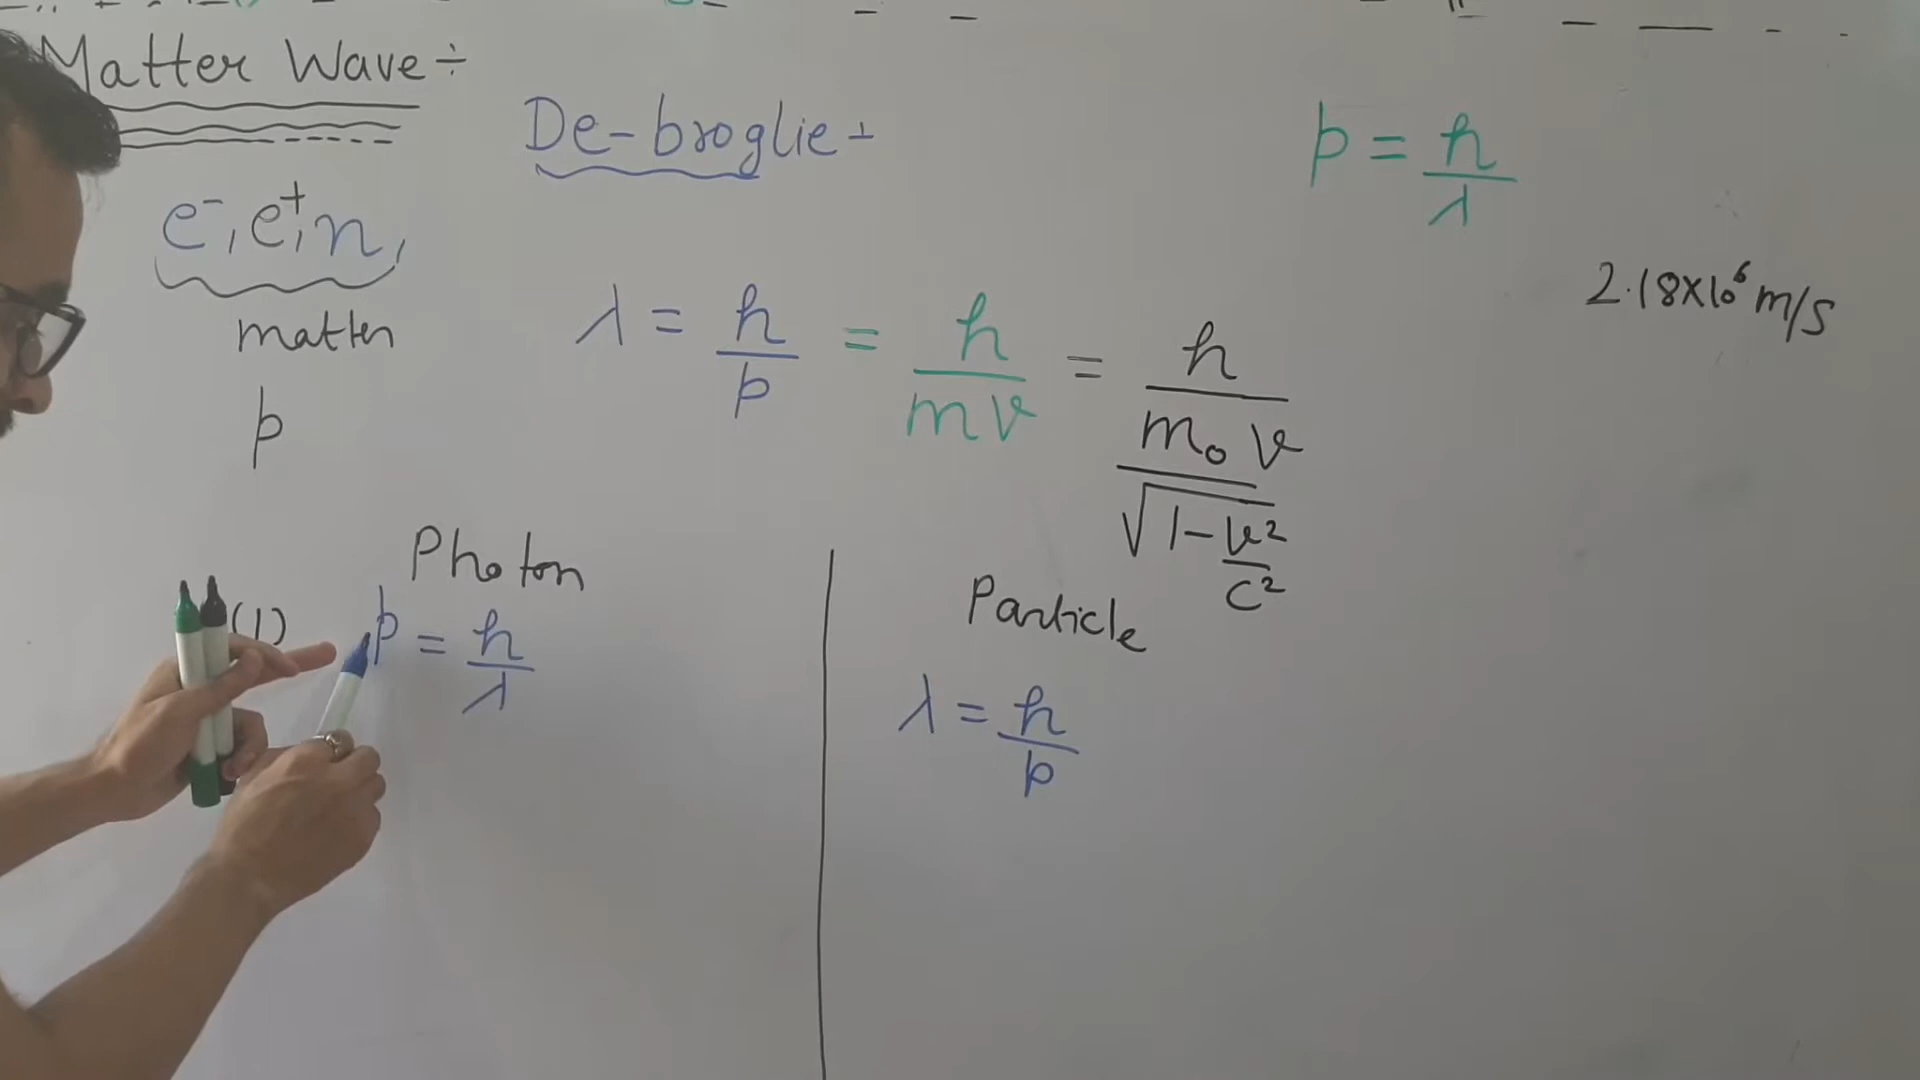 Matter Wave÷
De-broglie÷
p = h/λ
e⁻, e⁺, n,
matter
2.18×10⁶ m/s
λ = h/p = h/mv = h/(m₀v/√(1-v²/c²))
p
Photon
Particle
(1) p = h/λ
λ = h/p